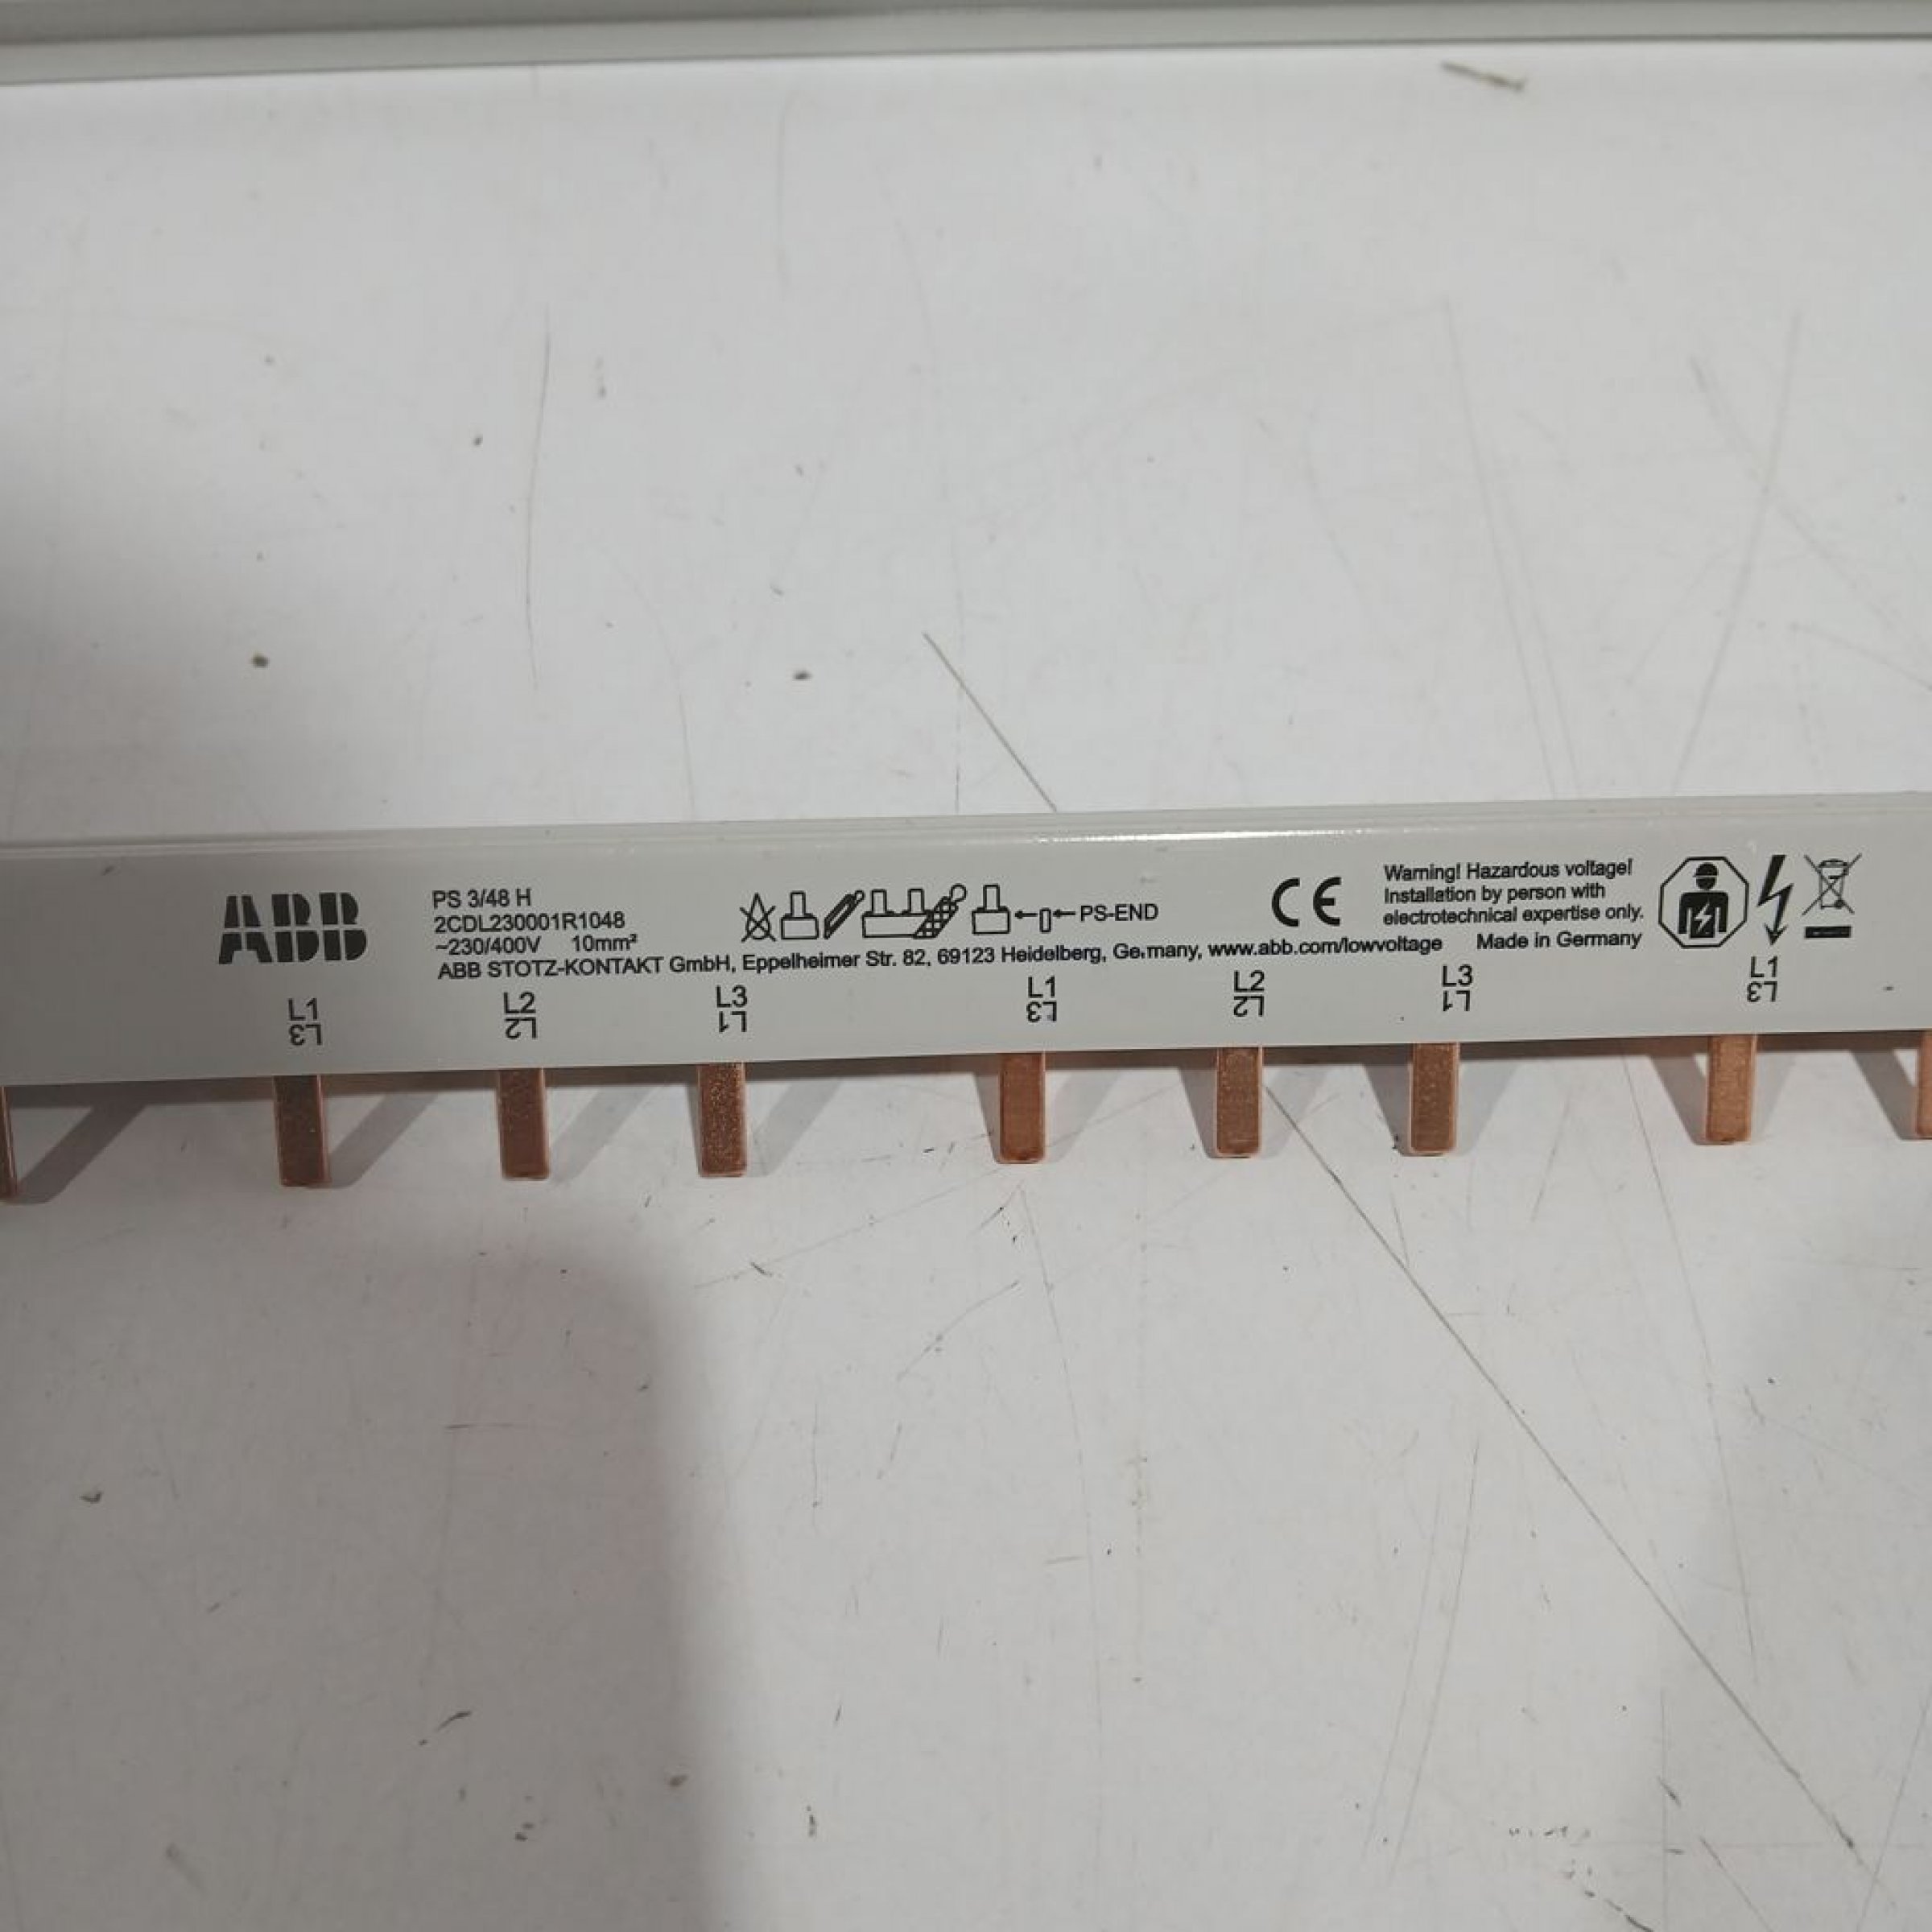 ABB
PS 3/48 H
2CDL230001R1048
~230/400V 10mm²
ABB STOTZ-KONTAKT GmbH, Eppelheimer Str. 82, 69123 Heidelberg, Germany, www.abb.com/lowvoltage Made in Germany
PS-END
CE
Warning! Hazardous voltage!
Installation by person with
electrotechnical expertise only.
L1 L2 L3 L1 L2 L3 L1
L3 L2 L1 L3 L2 L1 L3